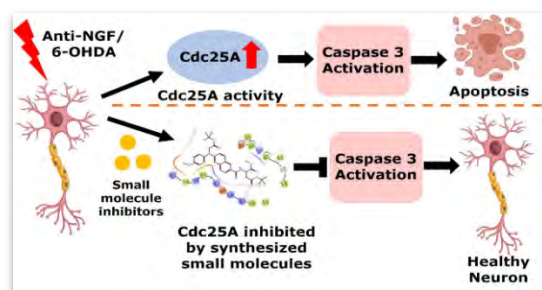 Anti-NGF/
6-OHDA
Cdc25A
Cdc25A activity
Caspase 3
Activation
Apoptosis
Small
molecule
inhibitors
Cdc25A inhibited
by synthesized
small molecules
Caspase 3
Activation
Healthy
Neuron